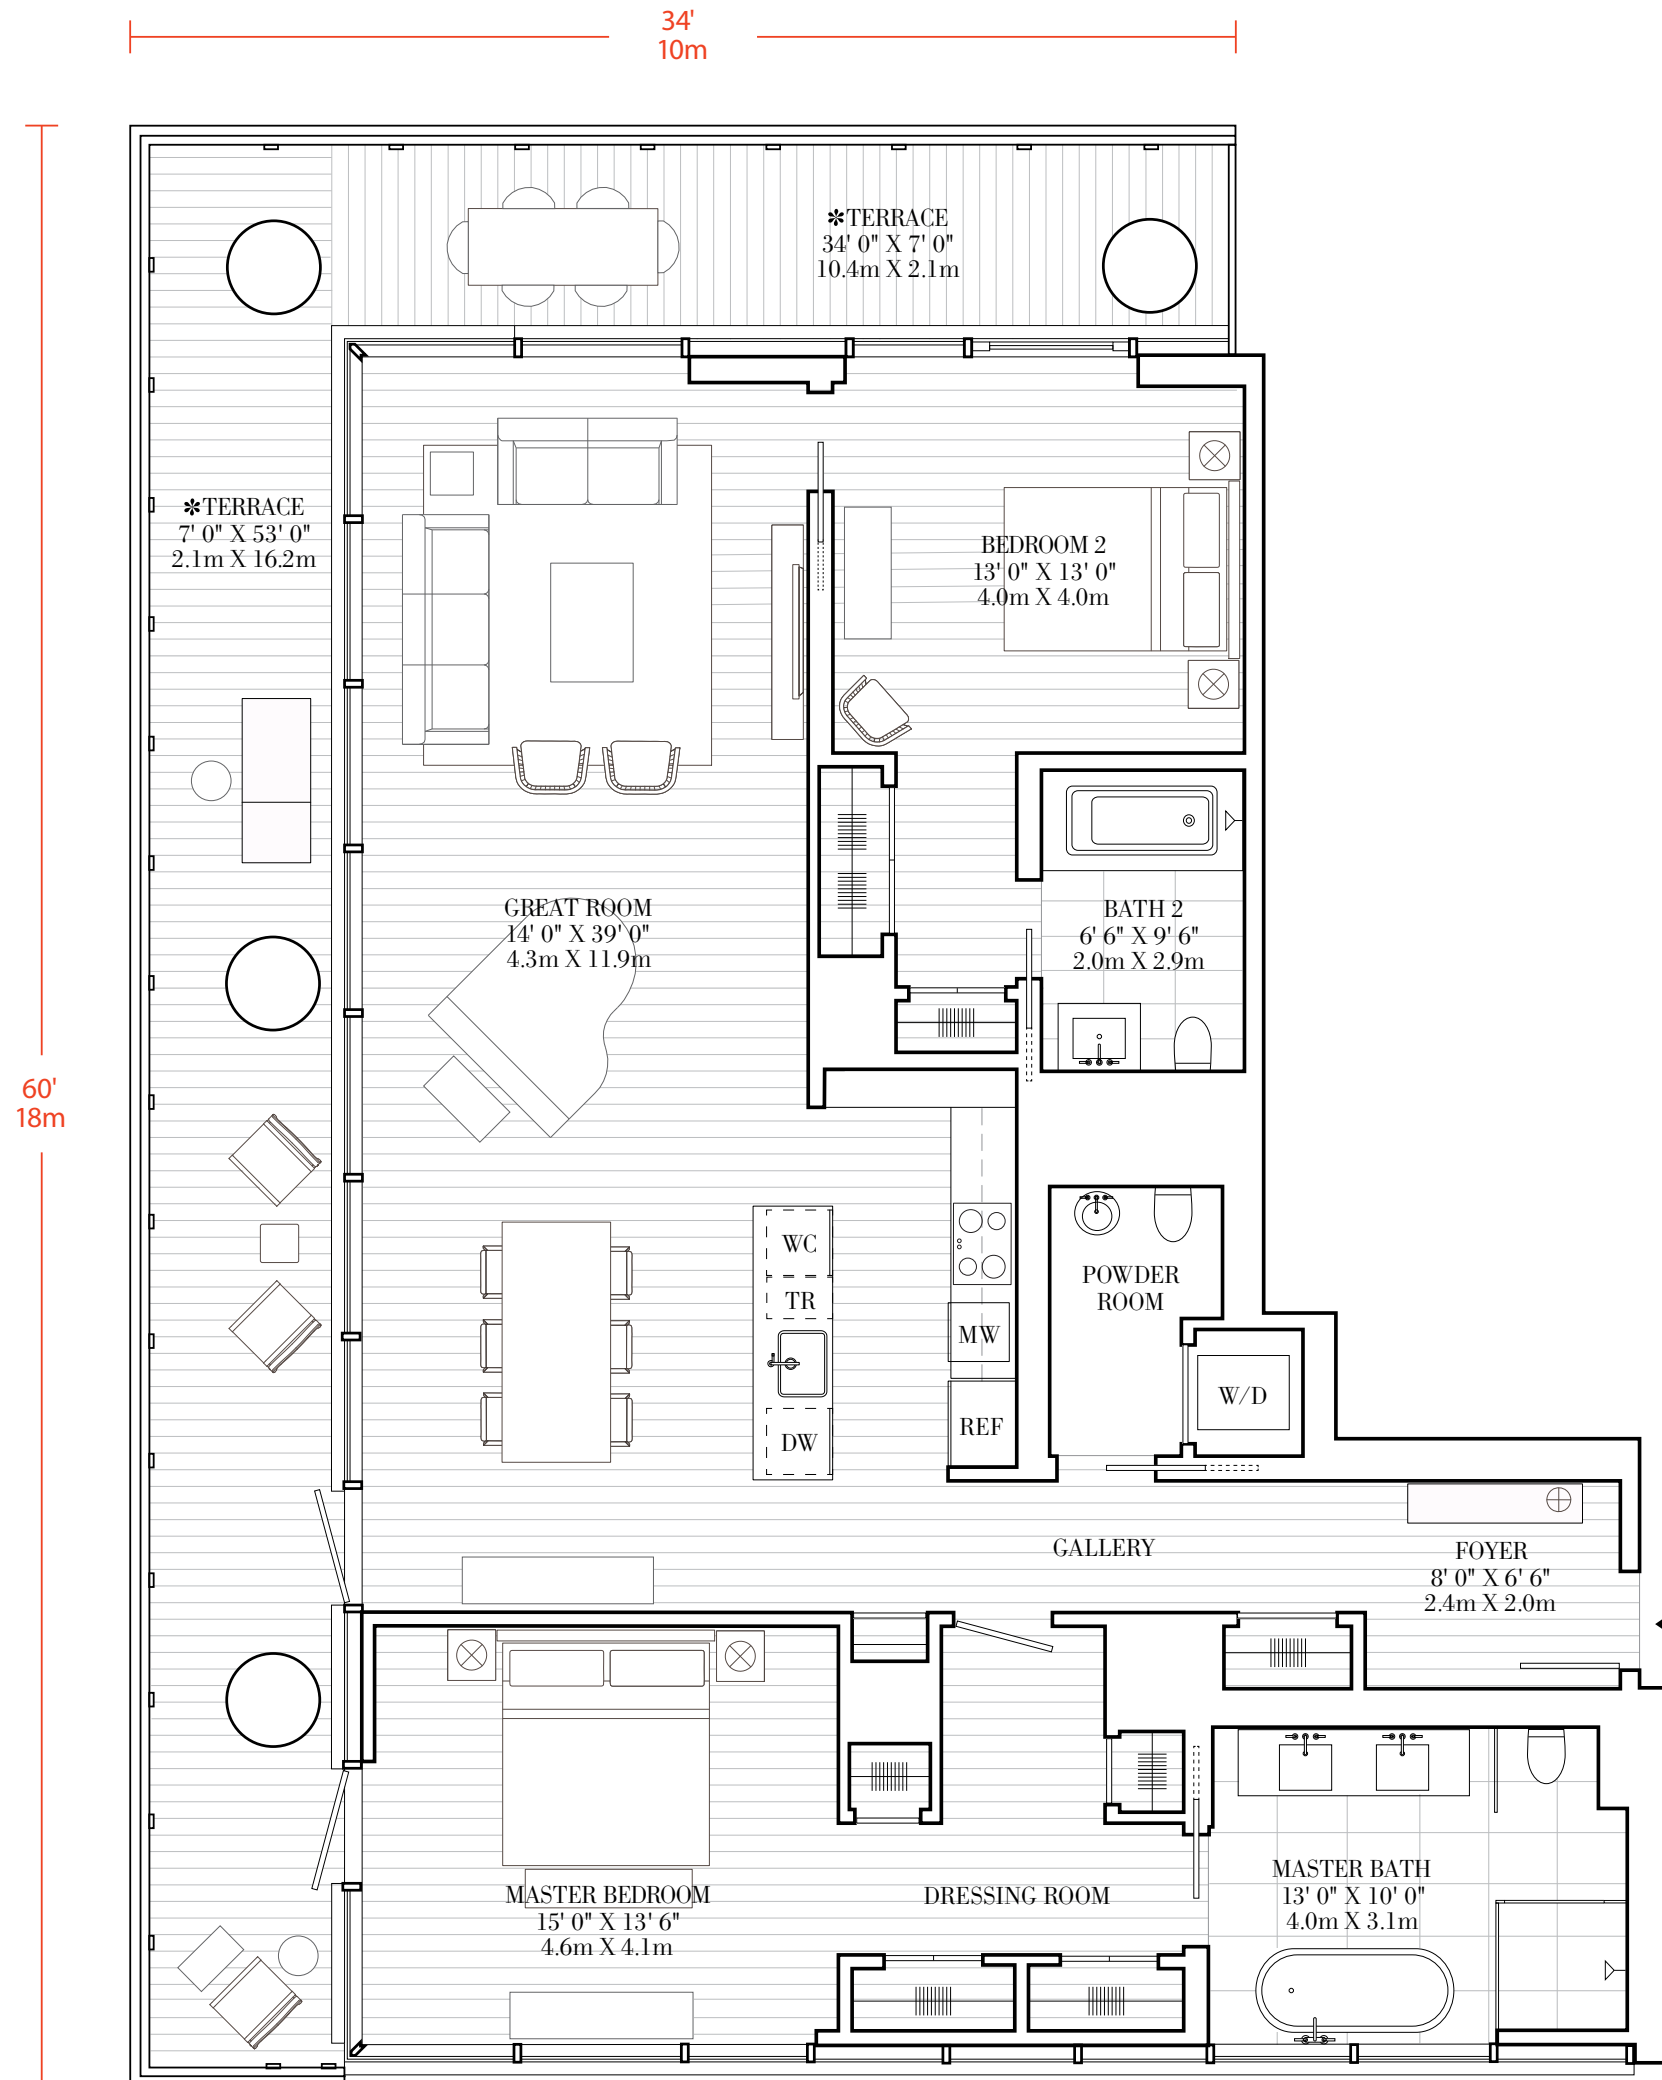 34'
10m
✽TERRACE
34' 0" X 7' 0"
10.4m X 2.1m
✽TERRACE
7' 0" X 53' 0"
2.1m X 16.2m
BEDROOM 2
13' 0" X 13' 0"
4.0m X 4.0m
GREAT ROOM
14' 0" X 39' 0"
4.3m X 11.9m
BATH 2
6' 6" X 9' 6"
2.0m X 2.9m
60'
18m
WC
TR
DW
MW
REF
POWDER
ROOM
W/D
GALLERY
FOYER
8' 0" X 6' 6"
2.4m X 2.0m
MASTER BEDROOM
15' 0" X 13' 6"
4.6m X 4.1m
DRESSING ROOM
MASTER BATH
13' 0" X 10' 0"
4.0m X 3.1m